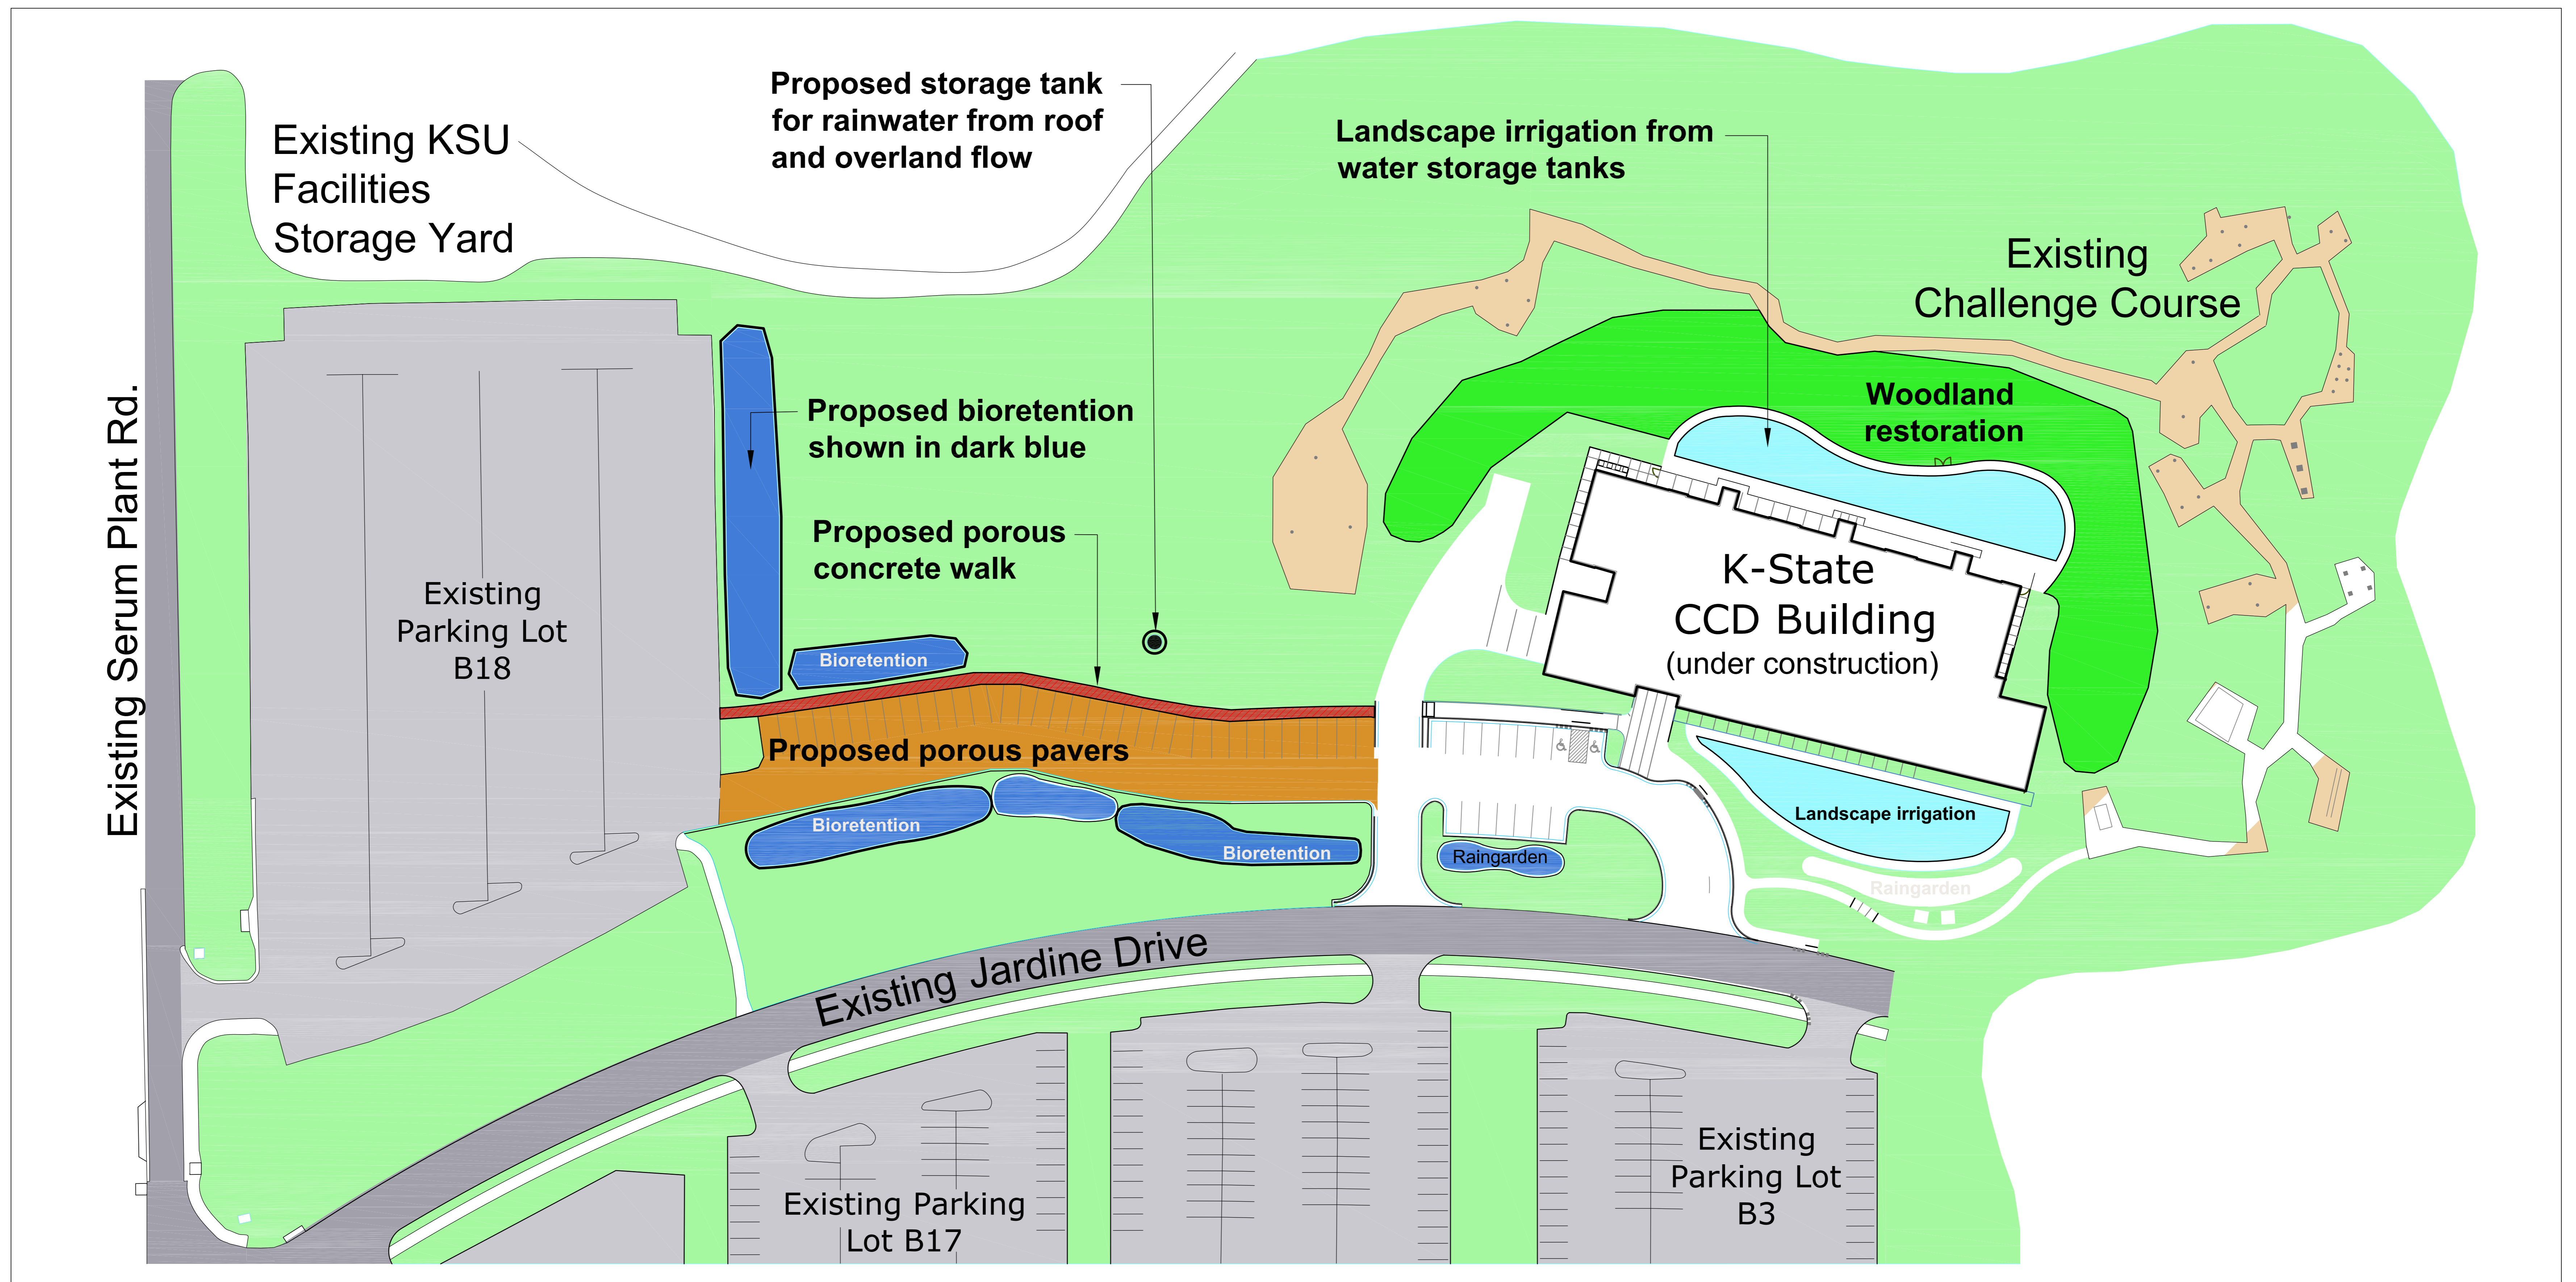 Proposed storage tank
for rainwater from roof
and overland flow
Existing KSU
Facilities
Storage Yard
Landscape irrigation from
water storage tanks
Existing
Challenge Course
Existing Serum Plant Rd.
Proposed bioretention
shown in dark blue
Woodland
restoration
Proposed porous
concrete walk
Existing
Parking Lot
B18
K-State
CCD Building
(under construction)
Bioretention
Proposed porous pavers
Bioretention
Bioretention
Raingarden
Landscape irrigation
Raingarden
Existing Jardine Drive
Existing Parking
Lot B17
Existing
Parking Lot
B3